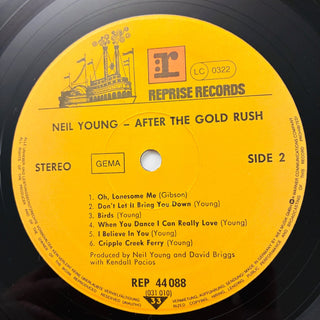 r
LC 0322
REPRISE RECORDS
NEIL YOUNG – AFTER THE GOLD RUSH
STEREO
GEMA
SIDE 2
1. Oh, Lonesome Me (Gibson)
2. Don't Let It Bring You Down (Young)
3. Birds (Young)
4. When You Dance I Can Really Love (Young)
5. I Believe In You (Young)
6. Cripple Creek Ferry (Young)
Produced by Neil Young and David Briggs
with Kendall Pacios
REP 44 088
(031 010)
33